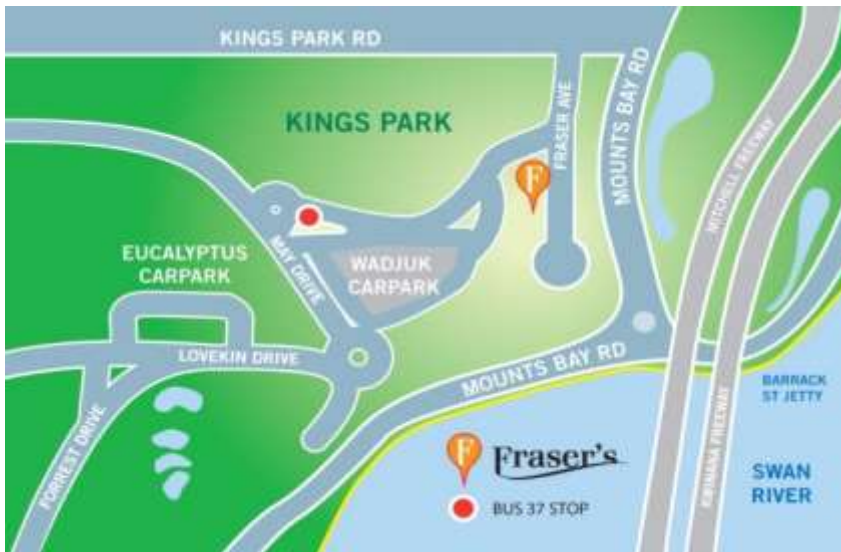 KINGS PARK RD
KINGS PARK
FRASER AVE
MOUNTS BAY RD
MITCHELL FREEWAY
F
EUCALYPTUS
CARPARK
MAY DRIVE
WADJUK
CARPARK
LOVEKIN DRIVE
MOUNTS BAY RD
BARRACK
ST JETTY
FORREST DRIVE
KWINANA FREEWAY
F
Fraser's
SWAN
RIVER
BUS 37 STOP